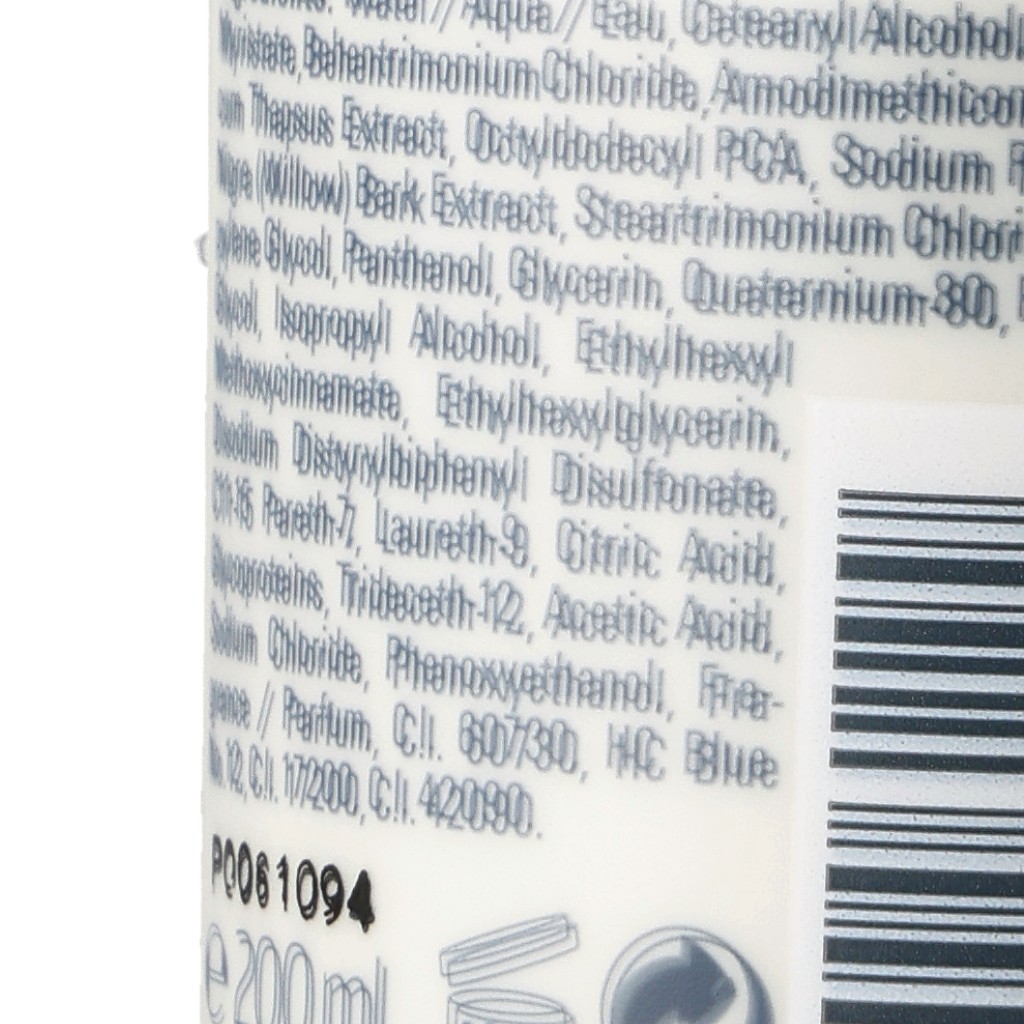 Water // Aqua // Eau, Cetearyl Alcohol,
Myristate, Behentrimonium Chloride, Amodimethicon
Thapsus Extract, Octyldodecyl PCA, Sodium
(Willow) Bark Extract, Steartrimonium Chlori
Glycol, Panthenol, Glycerin, Quaternium-80,
Glycol, Isopropyl Alcohol, Ethylhexyl
Methoxycinnamate, Ethylhexylglycerin,
Disodium Distyrylbiphenyl Disulfonate,
C11-15 Pareth-7, Laureth-9, Citric Acid,
Glycoproteins, Trideceth-12, Acetic Acid,
Sodium Chloride, Phenoxyethanol, Fra-
grance // Parfum, C.I. 60730, HC Blue
No. 12, C.I. 17200, C.I. 42090.
P0061094
e 200 ml